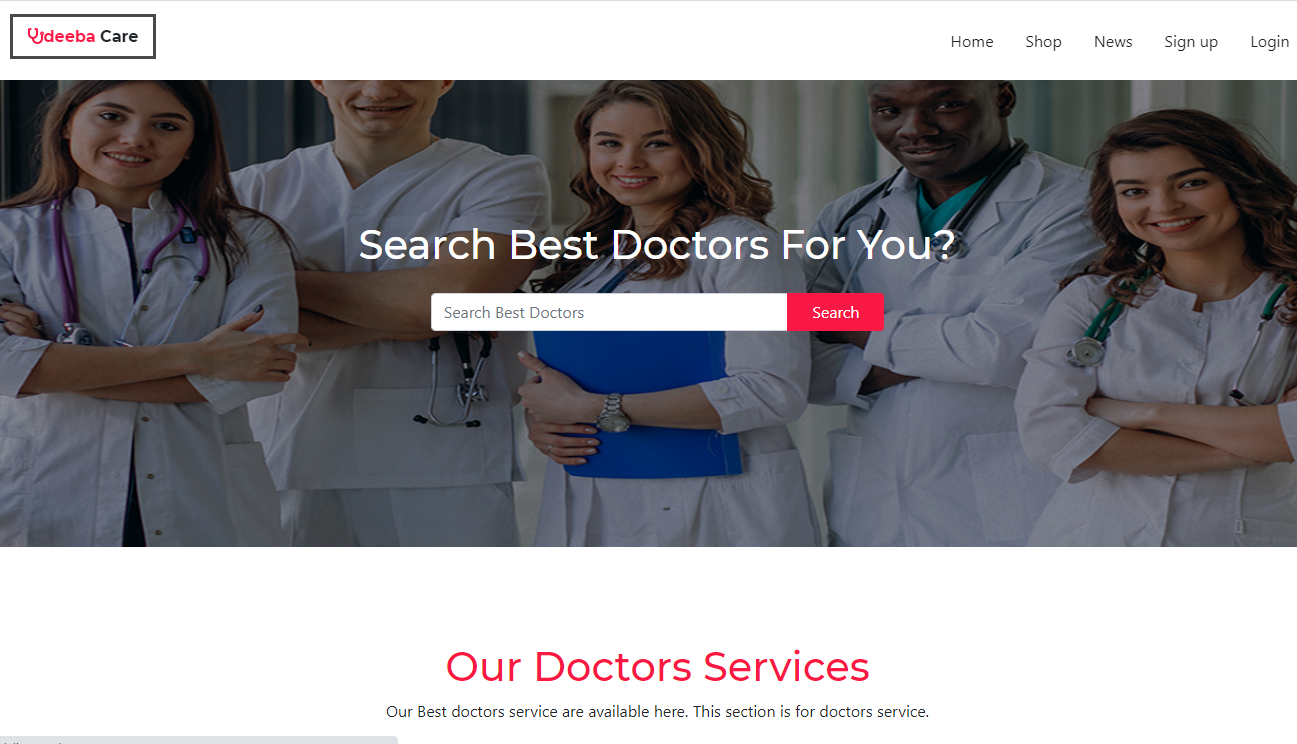 deeba Care
Home Shop News Sign up Login
Search Best Doctors For You?
Search Best Doctors Search
Our Doctors Services
Our Best doctors service are available here. This section is for doctors service.